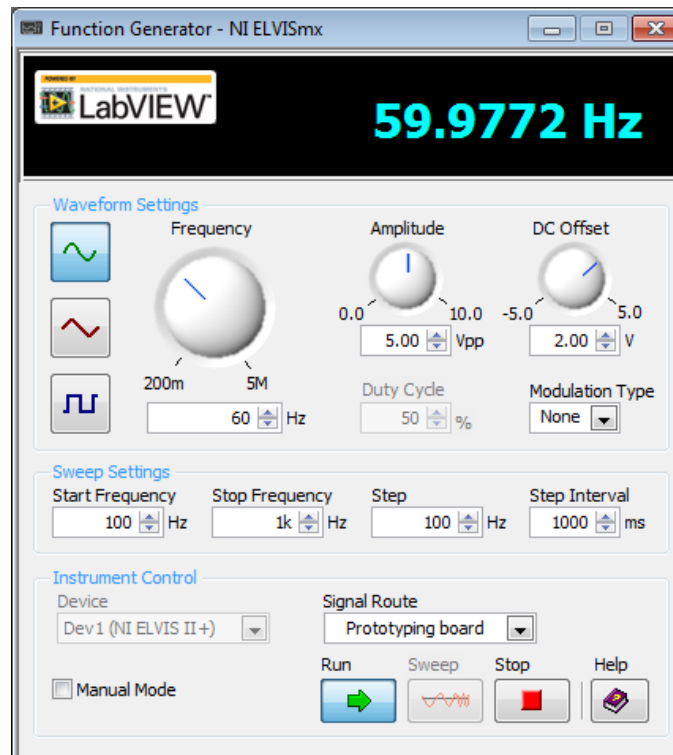 Function Generator - NI ELVISmx
POWERED BY
NATIONAL INSTRUMENTS
LabVIEW™
59.9772 Hz
Waveform Settings
Frequency
200m 5M
60 Hz
Amplitude
0.0 10.0
5.00 Vpp
DC Offset
-5.0 5.0
2.00 V
Duty Cycle
50 %
Modulation Type
None
Sweep Settings
Start Frequency Stop Frequency Step Step Interval
100 Hz 1k Hz 100 Hz 1000 ms
Instrument Control
Device
Dev1 (NI ELVIS II+)
Signal Route
Prototyping board
Manual Mode
Run Sweep Stop Help